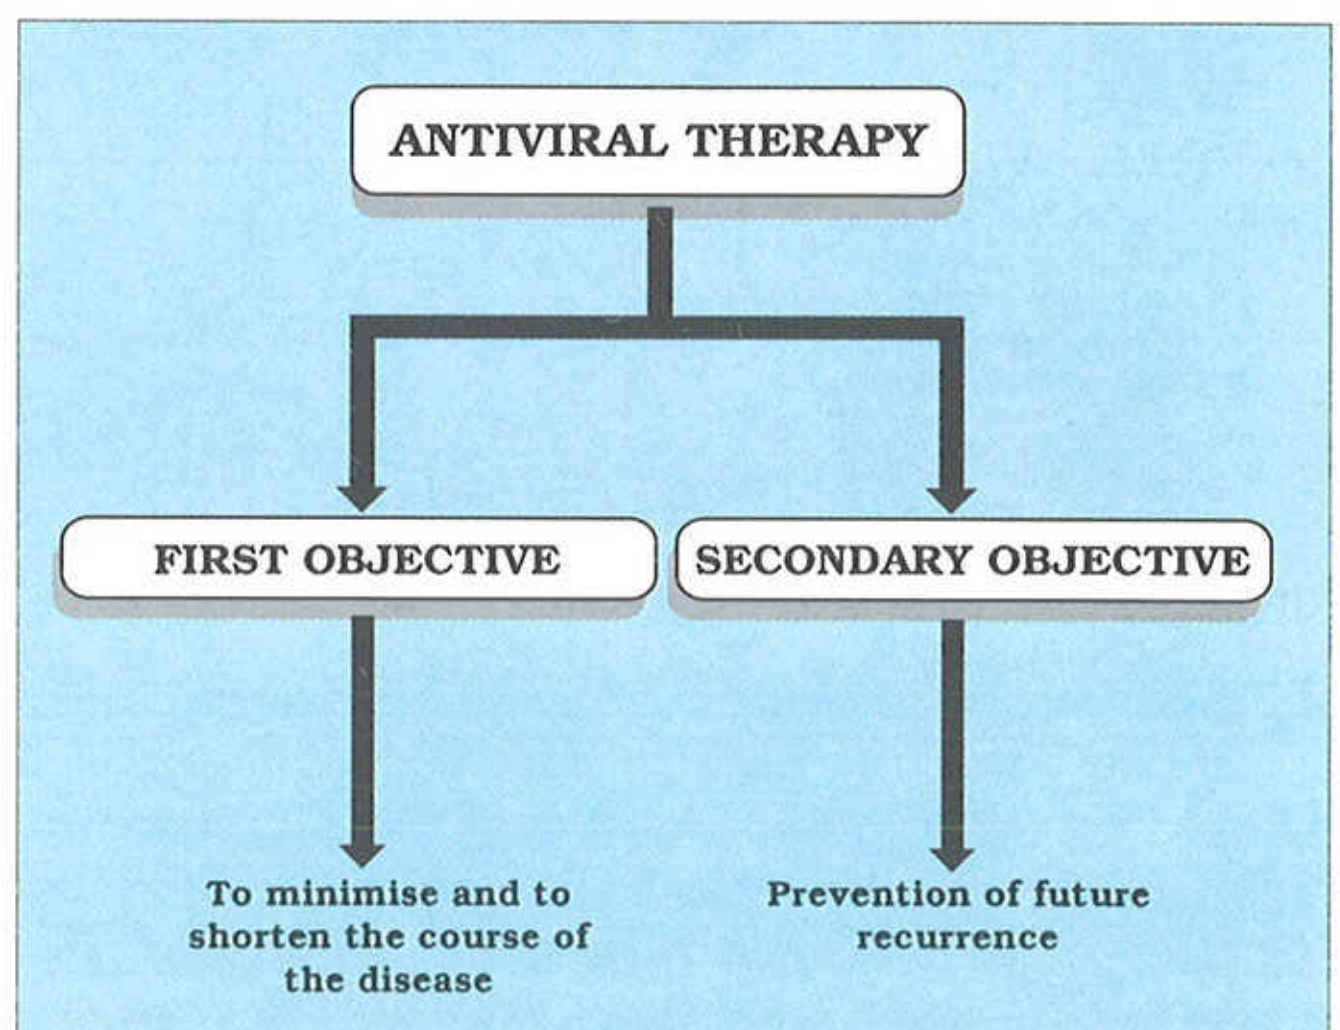 ANTIVIRAL THERAPY
FIRST OBJECTIVE
SECONDARY OBJECTIVE
To minimise and to
shorten the course of
the disease
Prevention of future
recurrence